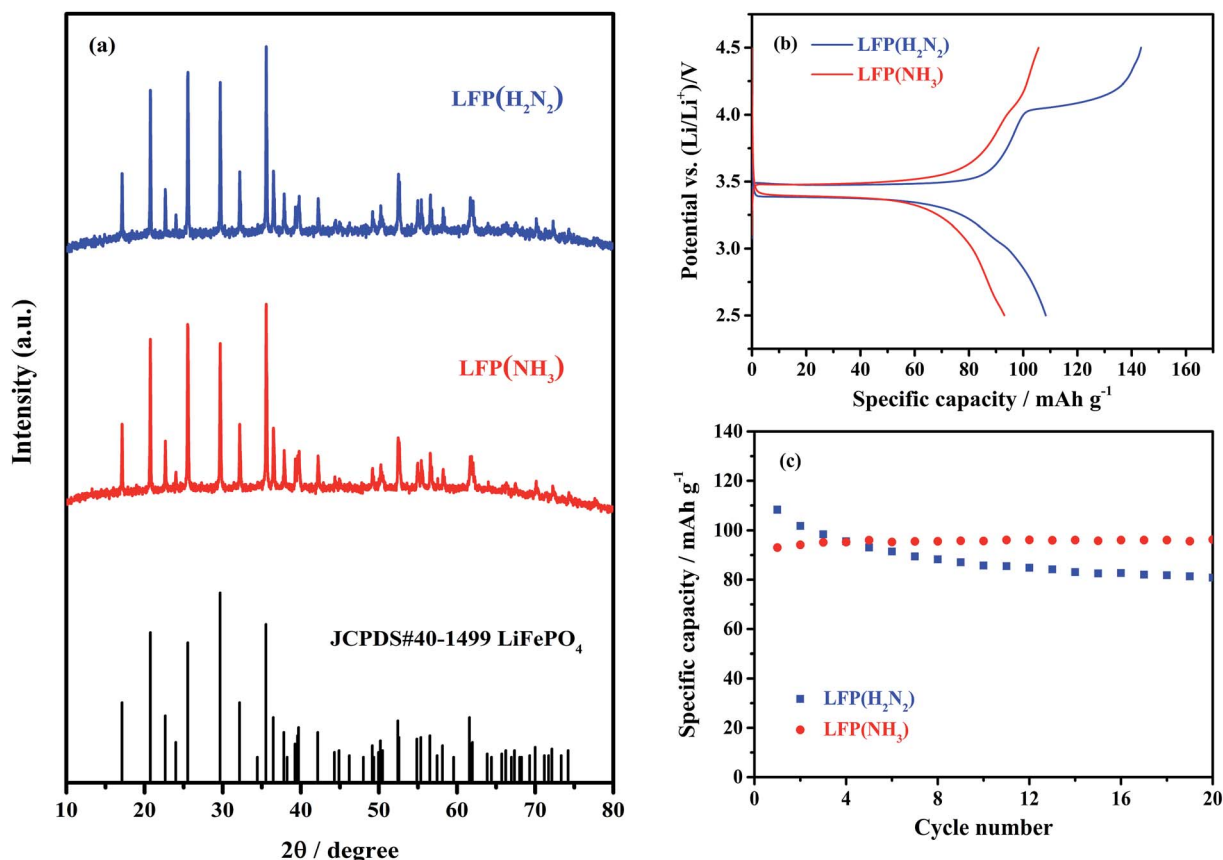 (a)
LFP(H₂N₂)
LFP(NH₃)
JCPDS#40-1499 LiFePO₄
Intensity (a.u.)
10 20 30 40 50 60 70 80
2θ / degree
(b)
LFP(H₂N₂)
LFP(NH₃)
Potential vs. (Li/Li⁺)/V
4.5
4.0
3.5
3.0
2.5
0 20 40 60 80 100 120 140 160
Specific capacity / mAh g⁻¹
(c)
Specific capacity / mAh g⁻¹
140
120
100
80
60
40
20
0
LFP(H₂N₂)
LFP(NH₃)
0 4 8 12 16 20
Cycle number